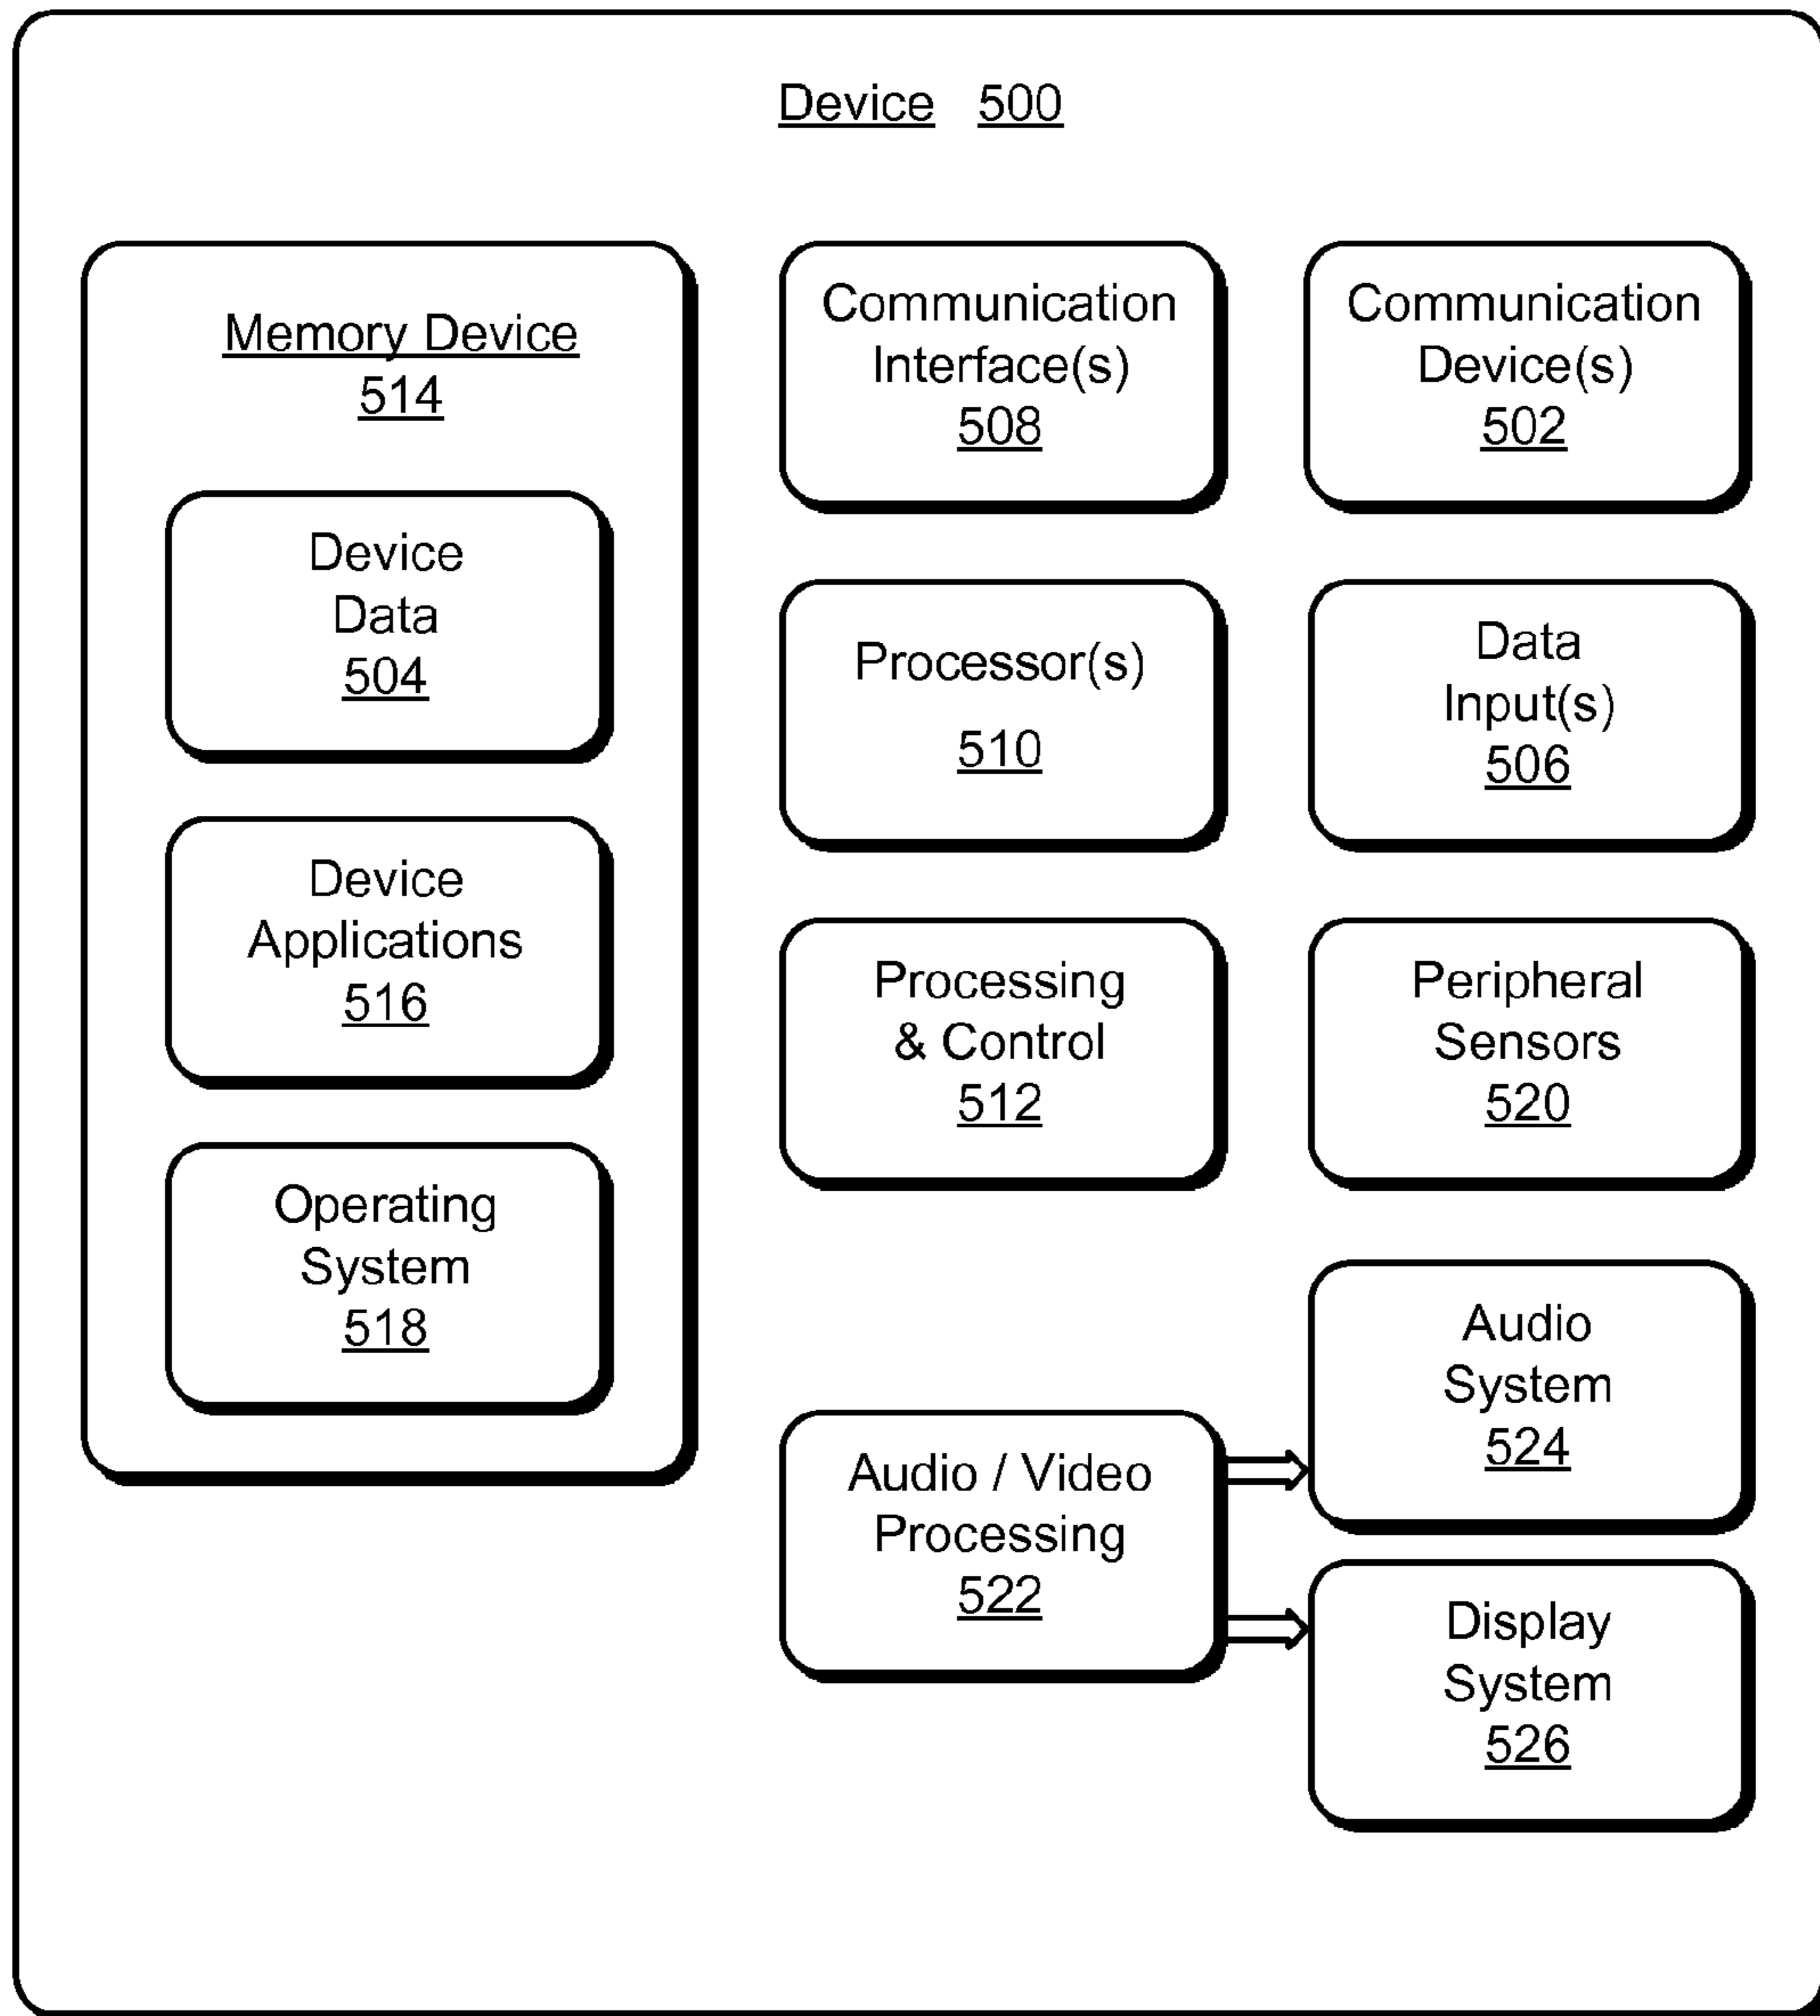 Device 500
Memory Device
514
Device
Data
504
Device
Applications
516
Operating
System
518
Communication
Interface(s)
508
Communication
Device(s)
502
Processor(s)
510
Data
Input(s)
506
Processing
& Control
512
Peripheral
Sensors
520
Audio / Video
Processing
522
Audio
System
524
Display
System
526